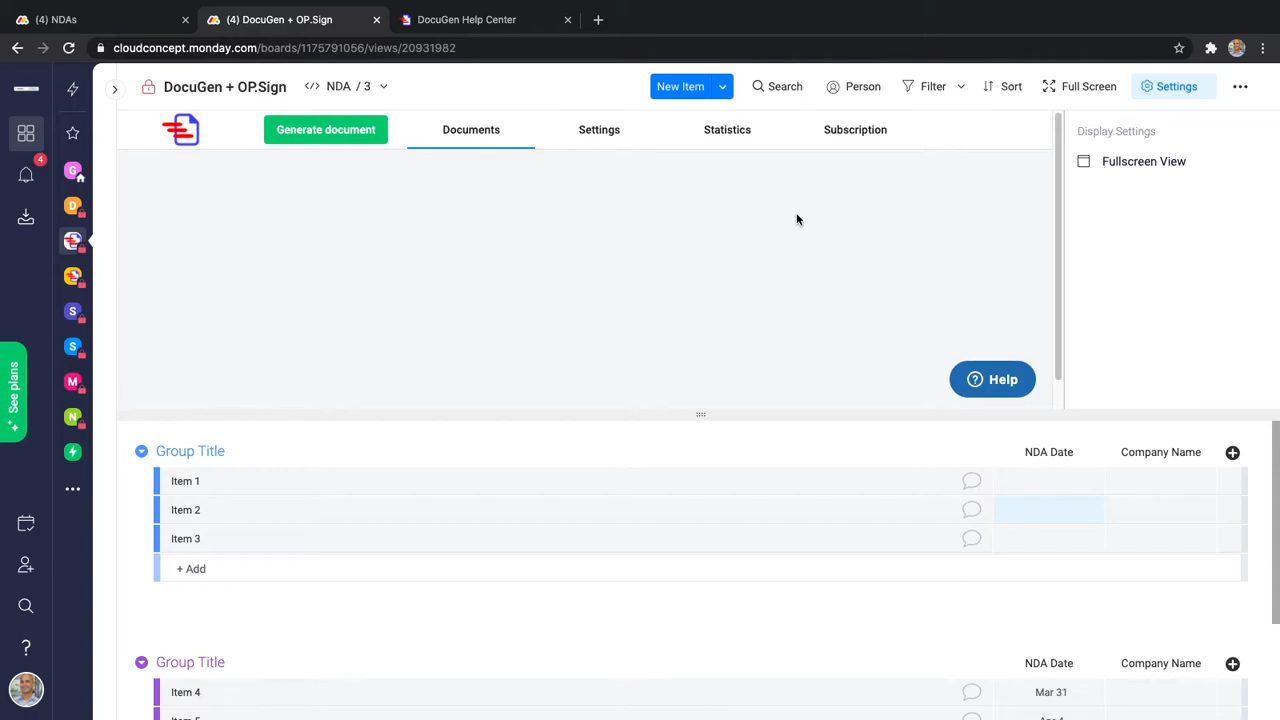 (4) NDAs
(4) DocuGen + OP.Sign
DocuGen Help Center
cloudconcept.monday.com/boards/1175791056/views/20931982
DocuGen + OP.Sign
NDA / 3
New Item
Search
Person
Filter
Sort
Full Screen
Settings
Generate document
Documents
Settings
Statistics
Subscription
Display Settings
Fullscreen View
4
G
D
S
S
M
N
See plans
Help
Group Title
NDA Date
Company Name
Item 1
Item 2
Item 3
+ Add
Group Title
NDA Date
Company Name
Item 4
Mar 31